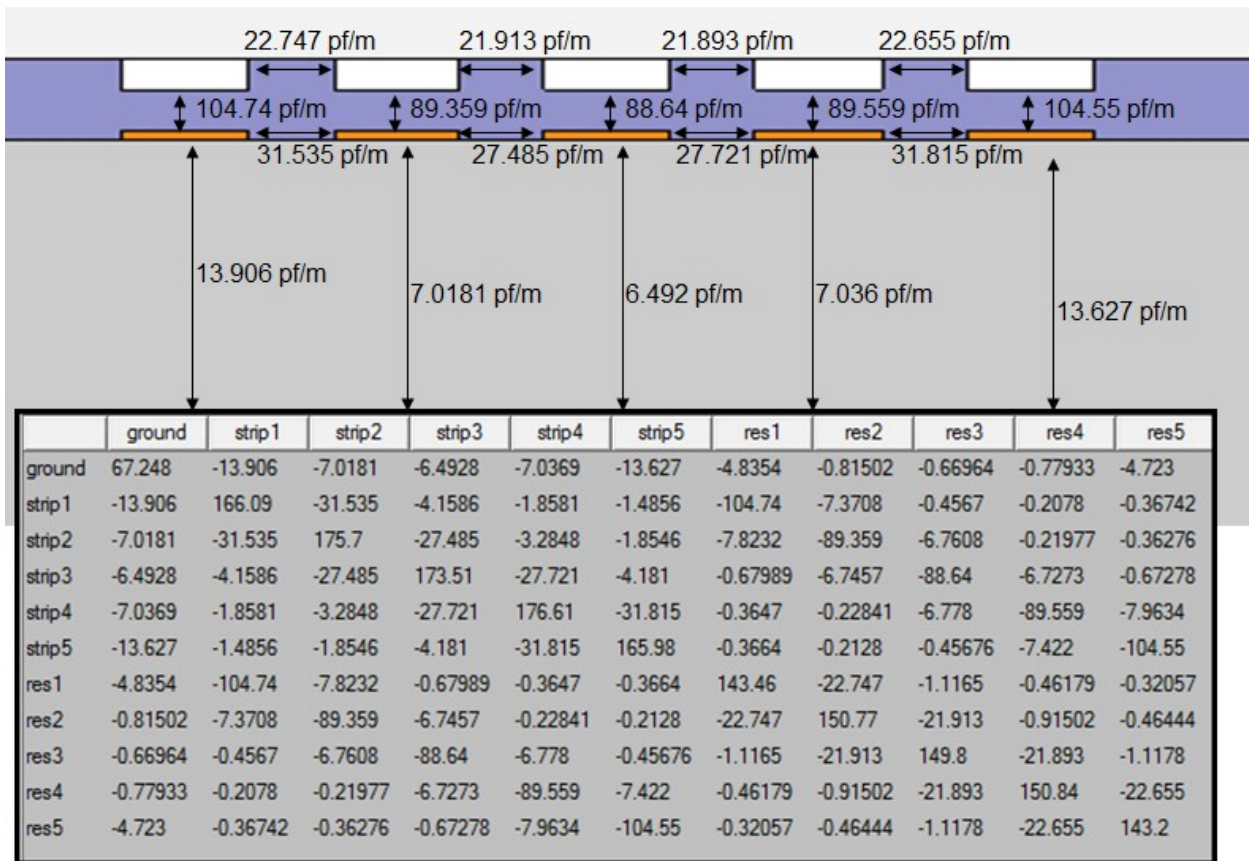 22.747 pf/m 21.913 pf/m 21.893 pf/m 22.655 pf/m
104.74 pf/m 89.359 pf/m 88.64 pf/m 89.559 pf/m 104.55 pf/m
31.535 pf/m 27.485 pf/m 27.721 pf/m 31.815 pf/m
13.906 pf/m
7.0181 pf/m 6.492 pf/m 7.036 pf/m
13.627 pf/m
ground strip1 strip2 strip3 strip4 strip5 res1 res2 res3 res4 res5
ground 67.248 -13.906 -7.0181 -6.4928 -7.0369 -13.627 -4.8354 -0.81502 -0.66964 -0.77933 -4.723
strip1 -13.906 166.09 -31.535 -4.1586 -1.8581 -1.4856 -104.74 -7.3708 -0.4567 -0.2078 -0.36742
strip2 -7.0181 -31.535 175.7 -27.485 -3.2848 -1.8546 -7.8232 -89.359 -6.7608 -0.21977 -0.36276
strip3 -6.4928 -4.1586 -27.485 173.51 -27.721 -4.181 -0.67989 -6.7457 -88.64 -6.7273 -0.67278
strip4 -7.0369 -1.8581 -3.2848 -27.721 176.61 -31.815 -0.3647 -0.22841 -6.778 -89.559 -7.9634
strip5 -13.627 -1.4856 -1.8546 -4.181 -31.815 165.98 -0.3664 -0.2128 -0.45676 -7.422 -104.55
res1 -4.8354 -104.74 -7.8232 -0.67989 -0.3647 -0.3664 143.46 -22.747 -1.1165 -0.46179 -0.32057
res2 -0.81502 -7.3708 -89.359 -6.7457 -0.22841 -0.2128 -22.747 150.77 -21.913 -0.91502 -0.46444
res3 -0.66964 -0.4567 -6.7608 -88.64 -6.778 -0.45676 -1.1165 -21.913 149.8 -21.893 -1.1178
res4 -0.77933 -0.2078 -0.21977 -6.7273 -89.559 -7.422 -0.46179 -0.91502 -21.893 150.84 -22.655
res5 -4.723 -0.36742 -0.36276 -0.67278 -7.9634 -104.55 -0.32057 -0.46444 -1.1178 -22.655 143.2